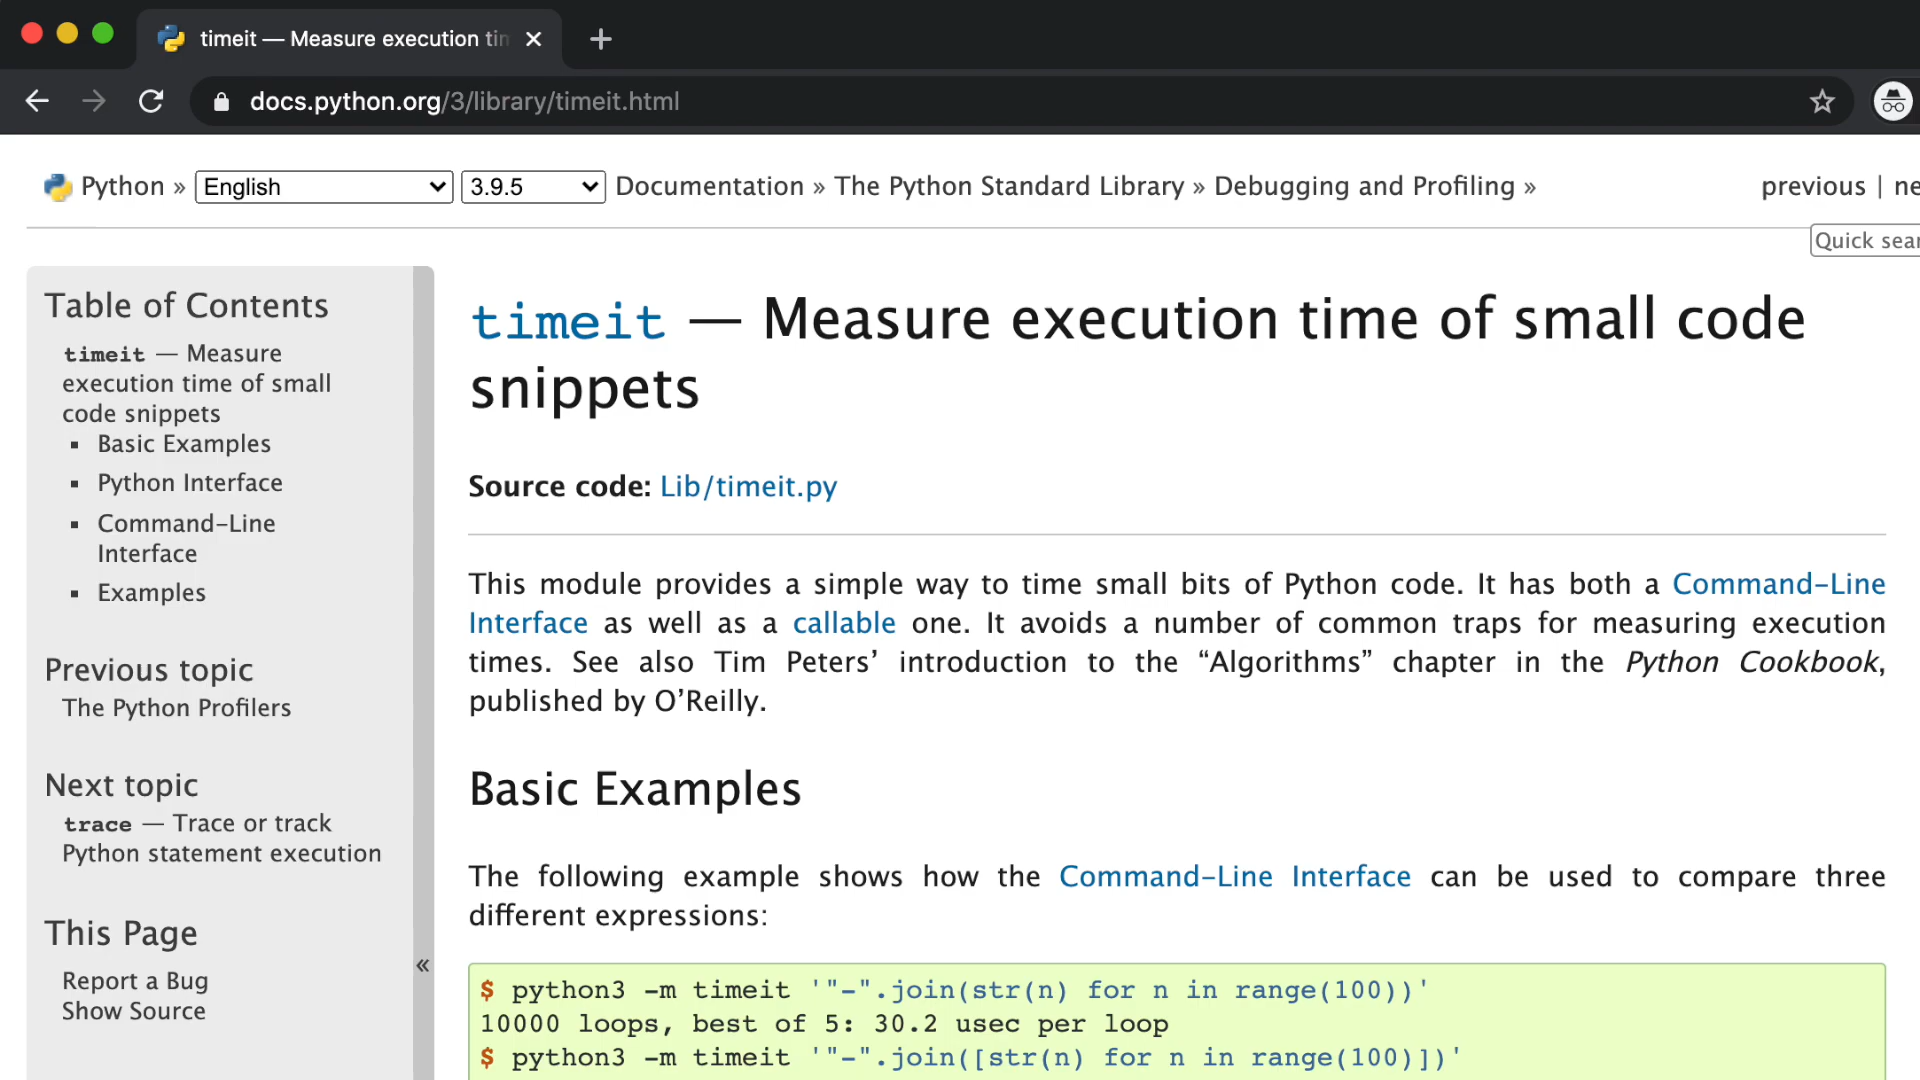 timeit — Measure execution tim
docs.python.org/3/library/timeit.html
Python » English 3.9.5 Documentation » The Python Standard Library » Debugging and Profiling » previous | ne
Quick sear
Table of Contents
timeit — Measure
execution time of small
code snippets
▪ Basic Examples
▪ Python Interface
▪ Command-Line
Interface
▪ Examples
Previous topic
The Python Profilers
Next topic
trace — Trace or track
Python statement execution
This Page
Report a Bug
Show Source
«
timeit — Measure execution time of small code
snippets
Source code: Lib/timeit.py
This module provides a simple way to time small bits of Python code. It has both a Command-Line
Interface as well as a callable one. It avoids a number of common traps for measuring execution
times. See also Tim Peters’ introduction to the “Algorithms” chapter in the Python Cookbook,
published by O’Reilly.
Basic Examples
The following example shows how the Command-Line Interface can be used to compare three
different expressions:
$ python3 -m timeit '"-".join(str(n) for n in range(100))'
10000 loops, best of 5: 30.2 usec per loop
$ python3 -m timeit '"-".join([str(n) for n in range(100)])'